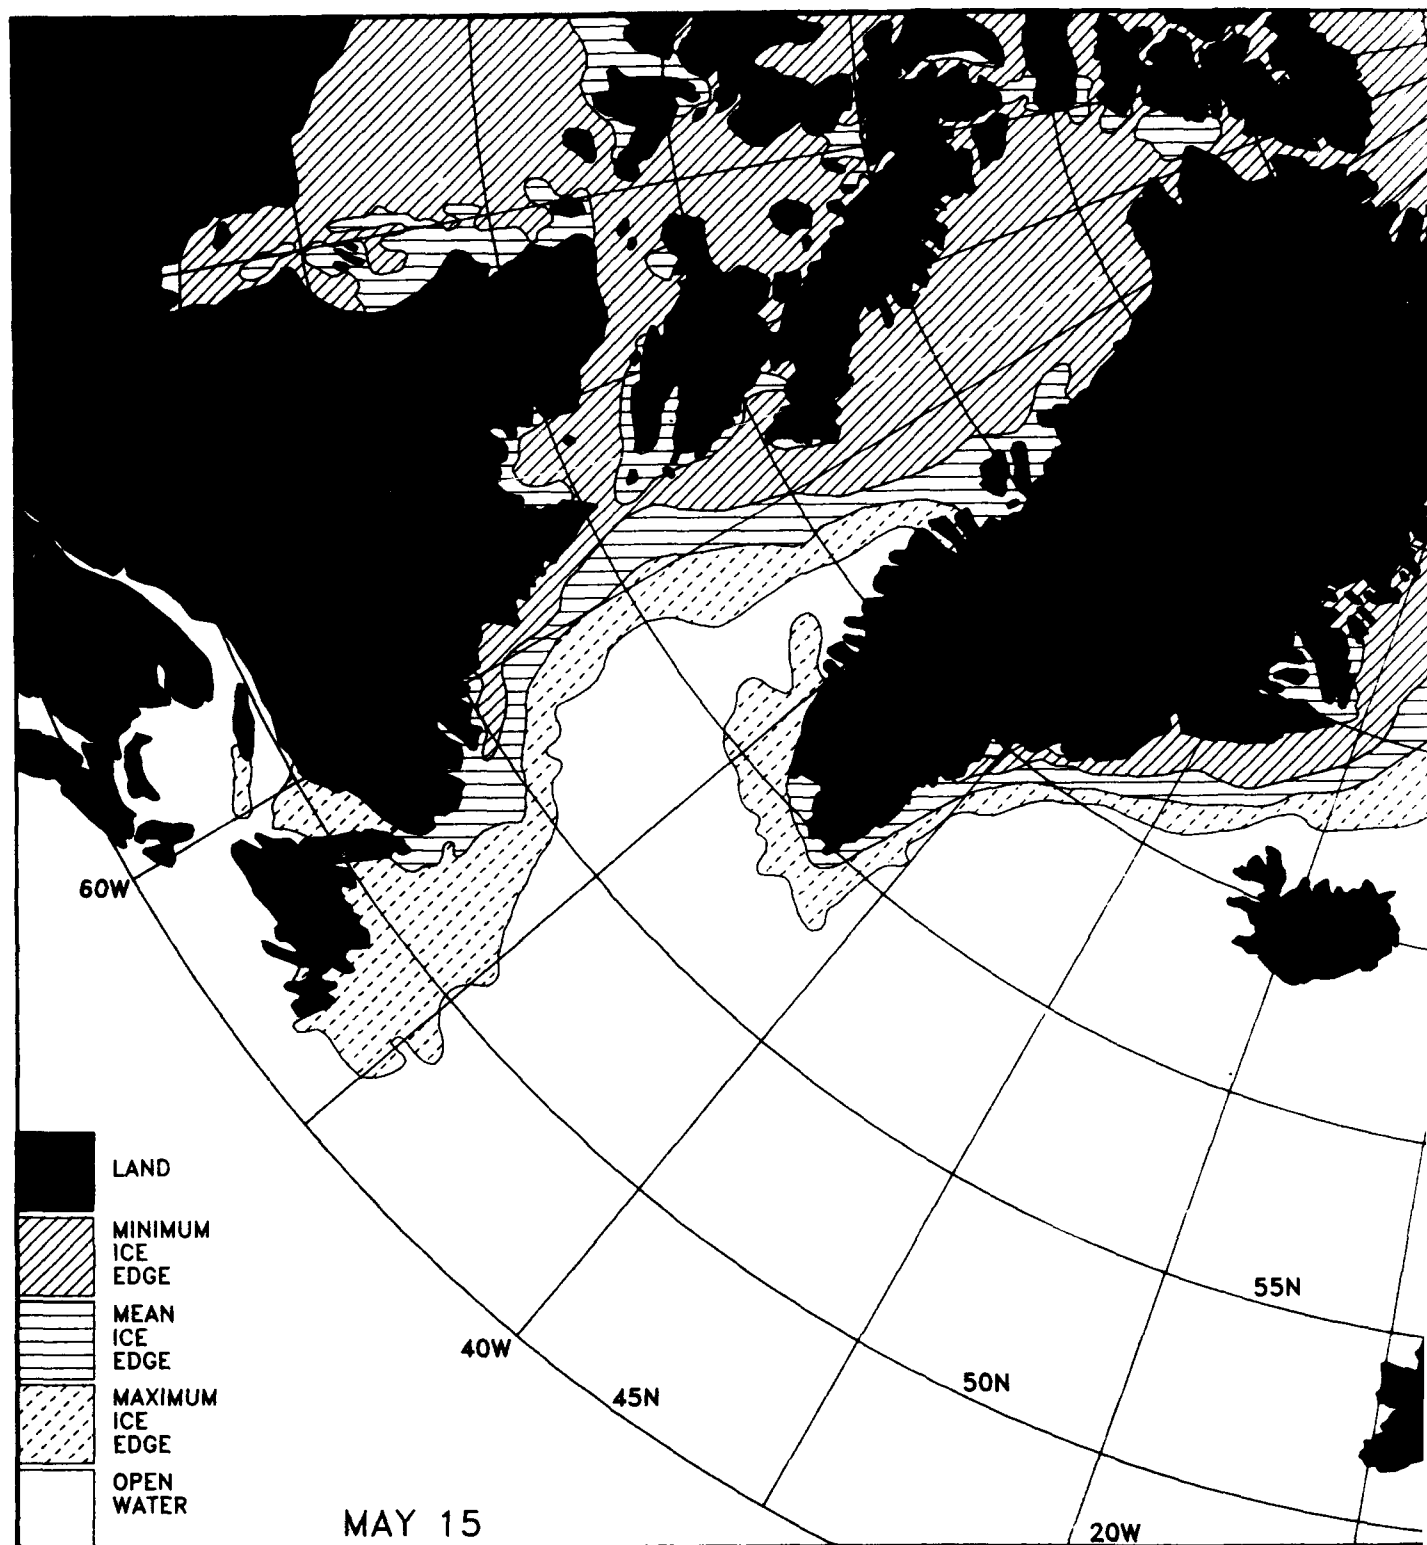 60W
LAND
MINIMUM
ICE
EDGE
MEAN
ICE
EDGE
MAXIMUM
ICE
EDGE
OPEN
WATER
MAY 15
40W
45N
50N
55N
20W